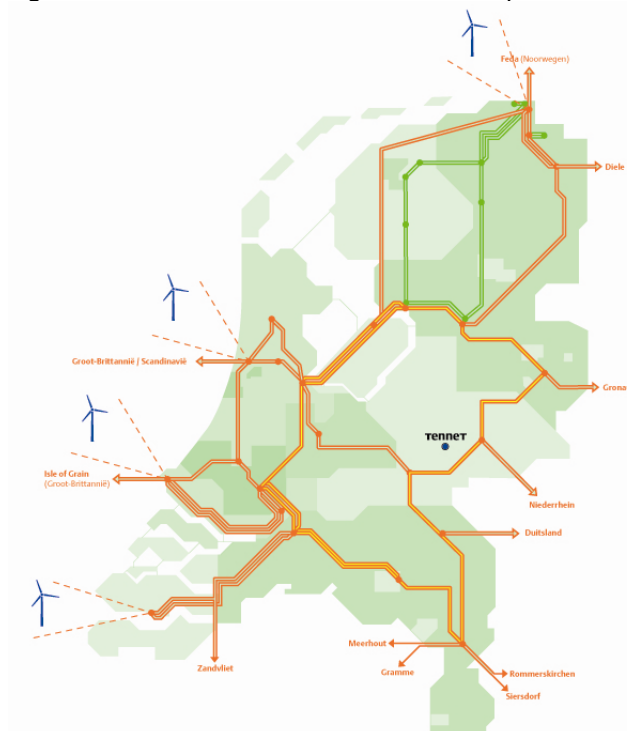 Feda (Noorwegen)
Diele
Groot-Brittannië / Scandinavië
Grona
TenneT
Isle of Grain
(Groot-Brittannië)
Niederrhein
Duitsland
Meerhout
Zandvliet
Gramme
Rommerskirchen
Siersdorf